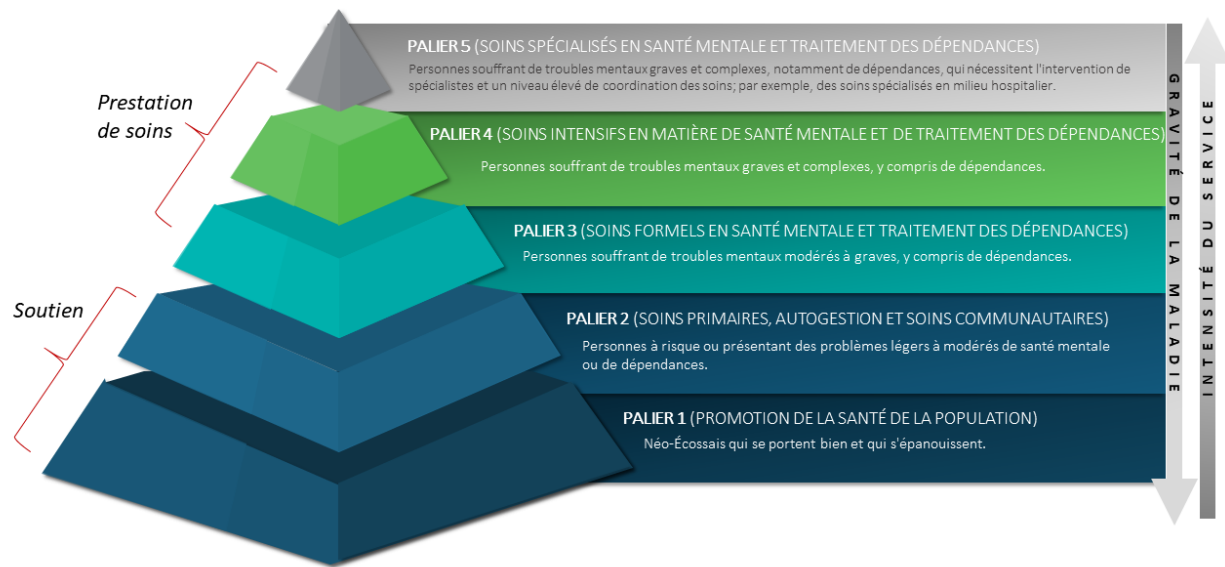 PALIER 5 (SOINS SPÉCIALISÉS EN SANTÉ MENTALE ET TRAITEMENT DES DÉPENDANCES)
Personnes souffrant de troubles mentaux graves et complexes, notamment de dépendances, qui nécessitent l'intervention de
spécialistes et un niveau élevé de coordination des soins; par exemple, des soins spécialisés en milieu hospitalier.
Prestation
de soins
PALIER 4 (SOINS INTENSIFS EN MATIÈRE DE SANTÉ MENTALE ET DE TRAITEMENT DES DÉPENDANCES)
Personnes souffrant de troubles mentaux graves et complexes, y compris de dépendances.
PALIER 3 (SOINS FORMELS EN SANTÉ MENTALE ET TRAITEMENT DES DÉPENDANCES)
Personnes souffrant de troubles mentaux modérés à graves, y compris de dépendances.
Soutien
PALIER 2 (SOINS PRIMAIRES, AUTOGESTION ET SOINS COMMUNAUTAIRES)
Personnes à risque ou présentant des problèmes légers à modérés de santé mentale
ou de dépendances.
PALIER 1 (PROMOTION DE LA SANTÉ DE LA POPULATION)
Néo-Écossais qui se portent bien et qui s'épanouissent.
GRAVITÉ DE LA MALADIE
INTENSITÉ DU SERVICE